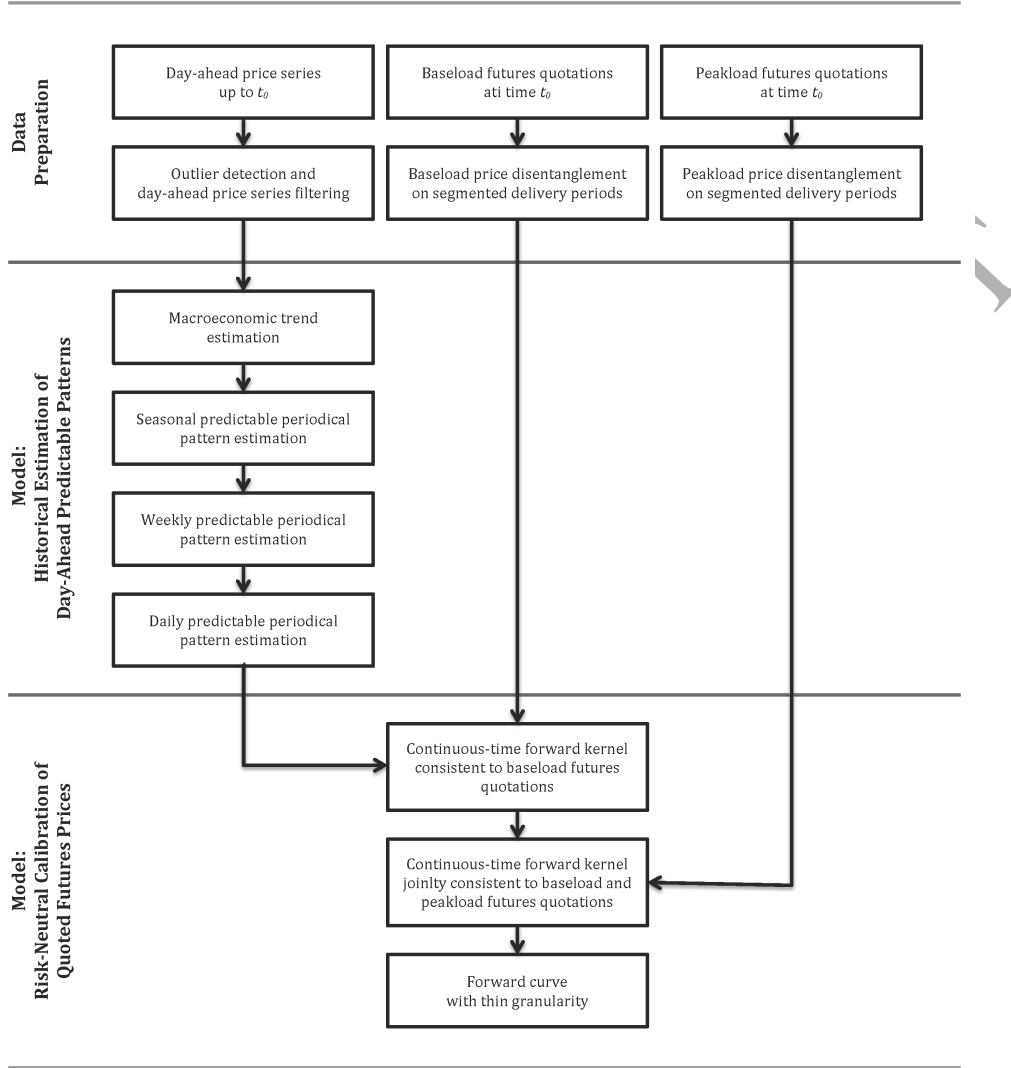 Data
Preparation
Day-ahead price series
up to t₀
Baseload futures quotations
ati time t₀
Peakload futures quotations
at time t₀
Outlier detection and
day-ahead price series filtering
Baseload price disentanglement
on segmented delivery periods
Peakload price disentanglement
on segmented delivery periods
Model:
Historical Estimation of
Day-Ahead Predictable Patterns
Macroeconomic trend
estimation
Seasonal predictable periodical
pattern estimation
Weekly predictable periodical
pattern estimation
Daily predictable periodical
pattern estimation
Model:
Risk-Neutral Calibration of
Quoted Futures Prices
Continuous-time forward kernel
consistent to baseload futures
quotations
Continuous-time forward kernel
joinlty consistent to baseload and
peakload futures quotations
Forward curve
with thin granularity